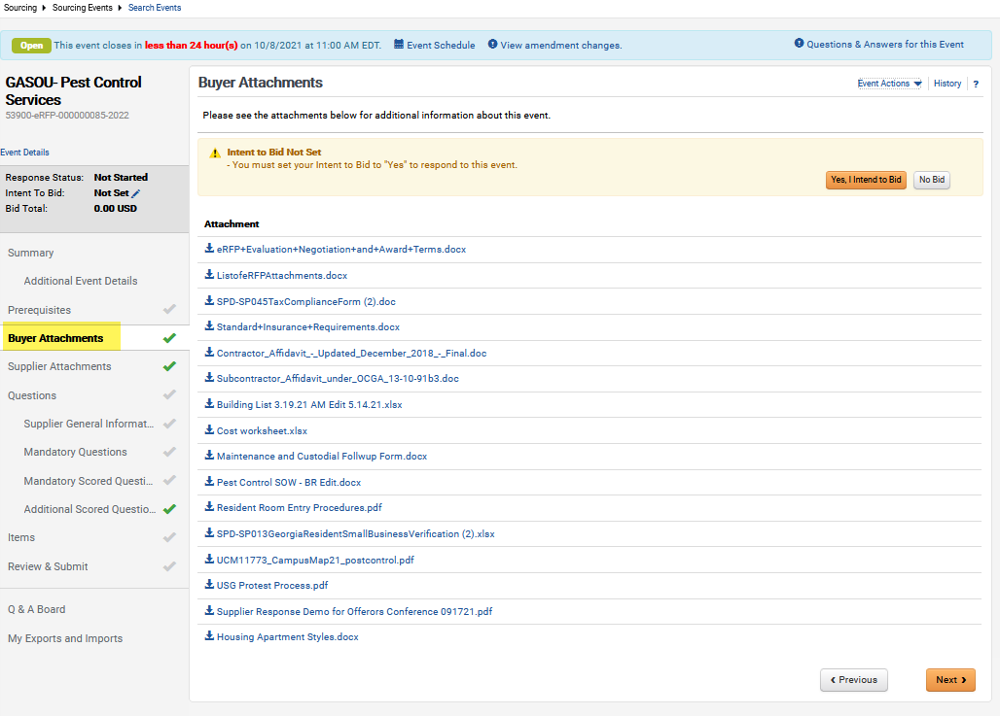 Sourcing ▸ Sourcing Events ▸ Search Events
Open This event closes in less than 24 hour(s) on 10/8/2021 at 11:00 AM EDT. Event Schedule View amendment changes. Questions & Answers for this Event
GASOU- Pest Control
Services
53900-eRFP-000000085-2022
Event Details
Response Status: Not Started
Intent To Bid: Not Set
Bid Total: 0.00 USD
Summary
Additional Event Details
Prerequisites
Buyer Attachments
Supplier Attachments
Questions
Supplier General Informat...
Mandatory Questions
Mandatory Scored Questi...
Additional Scored Questio...
Items
Review & Submit
Q & A Board
My Exports and Imports
Buyer Attachments
Event Actions History ?
Please see the attachments below for additional information about this event.
Intent to Bid Not Set
- You must set your Intent to Bid to "Yes" to respond to this event.
Yes, I Intend to Bid No Bid
Attachment
eRFP+Evaluation+Negotiation+and+Award+Terms.docx
ListofeRFPAttachments.docx
SPD-SP045TaxComplianceForm (2).doc
Standard+Insurance+Requirements.docx
Contractor_Affidavit_-_Updated_December_2018_-_Final.doc
Subcontractor_Affidavit_under_OCGA_13-10-91b3.doc
Building List 3.19.21 AM Edit 5.14.21.xlsx
Cost worksheet.xlsx
Maintenance and Custodial Follwup Form.docx
Pest Control SOW - BR Edit.docx
Resident Room Entry Procedures.pdf
SPD-SP013GeorgiaResidentSmallBusinessVerification (2).xlsx
UCM11773_CampusMap21_postcontrol.pdf
USG Protest Process.pdf
Supplier Response Demo for Offerors Conference 091721.pdf
Housing Apartment Styles.docx
‹ Previous Next ›